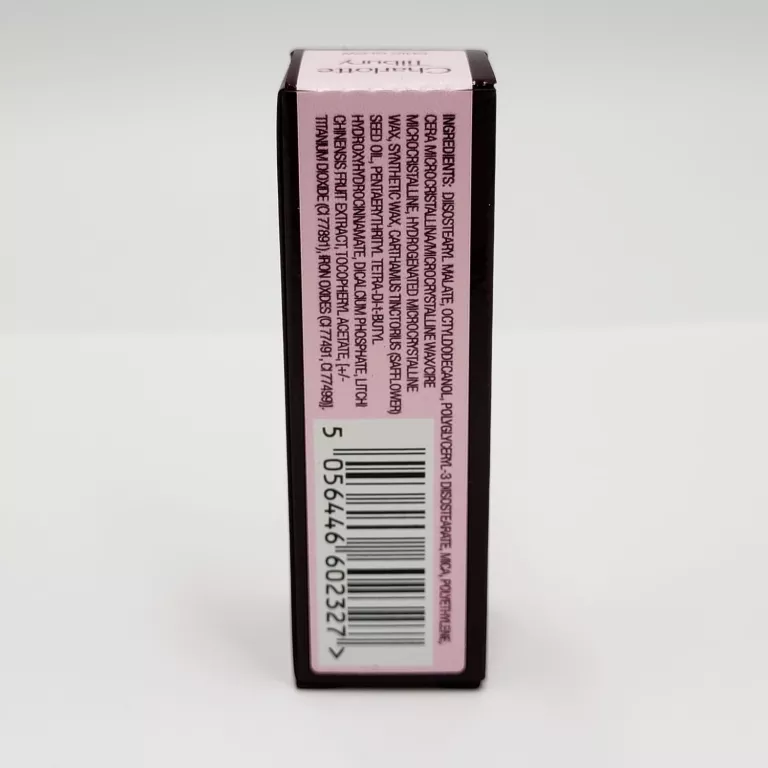 Charlotte
Tilbury
INGREDIENTS: DIISOSTEARYL MALATE, OCTYLDODECANOL, POLYGLYCERYL-3 DIISOSTEARATE, MICA, POLYETHYLENE,
CERA MICROCRISTALLINA/MICROCRYSTALLINE WAX/CIRE
MICROCRISTALLINE, HYDROGENATED MICROCRYSTALLINE
WAX, SYNTHETIC WAX, CARTHAMUS TINCTORIUS (SAFFLOWER)
SEED OIL, PENTAERYTHRITYL TETRA-DI-t-BUTYL
HYDROXYHYDROCINNAMATE, DICALCIUM PHOSPHATE, LITCHI
CHINENSIS FRUIT EXTRACT, TOCOPHERYL ACETATE, [+/-
TITANIUM DIOXIDE (CI 77891), IRON OXIDES (CI 77491, CI 77499)].
5 056446 602327 >